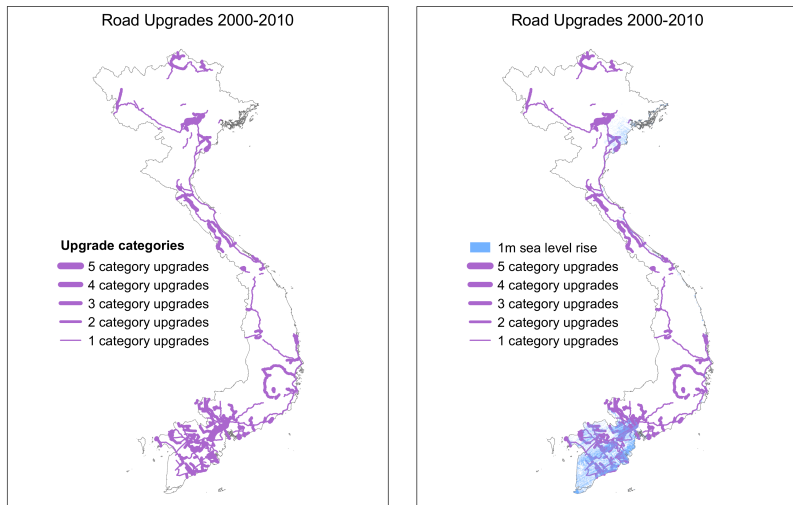 Road Upgrades 2000-2010
Upgrade categories
5 category upgrades
4 category upgrades
3 category upgrades
2 category upgrades
1 category upgrades
Road Upgrades 2000-2010
1m sea level rise
5 category upgrades
4 category upgrades
3 category upgrades
2 category upgrades
1 category upgrades